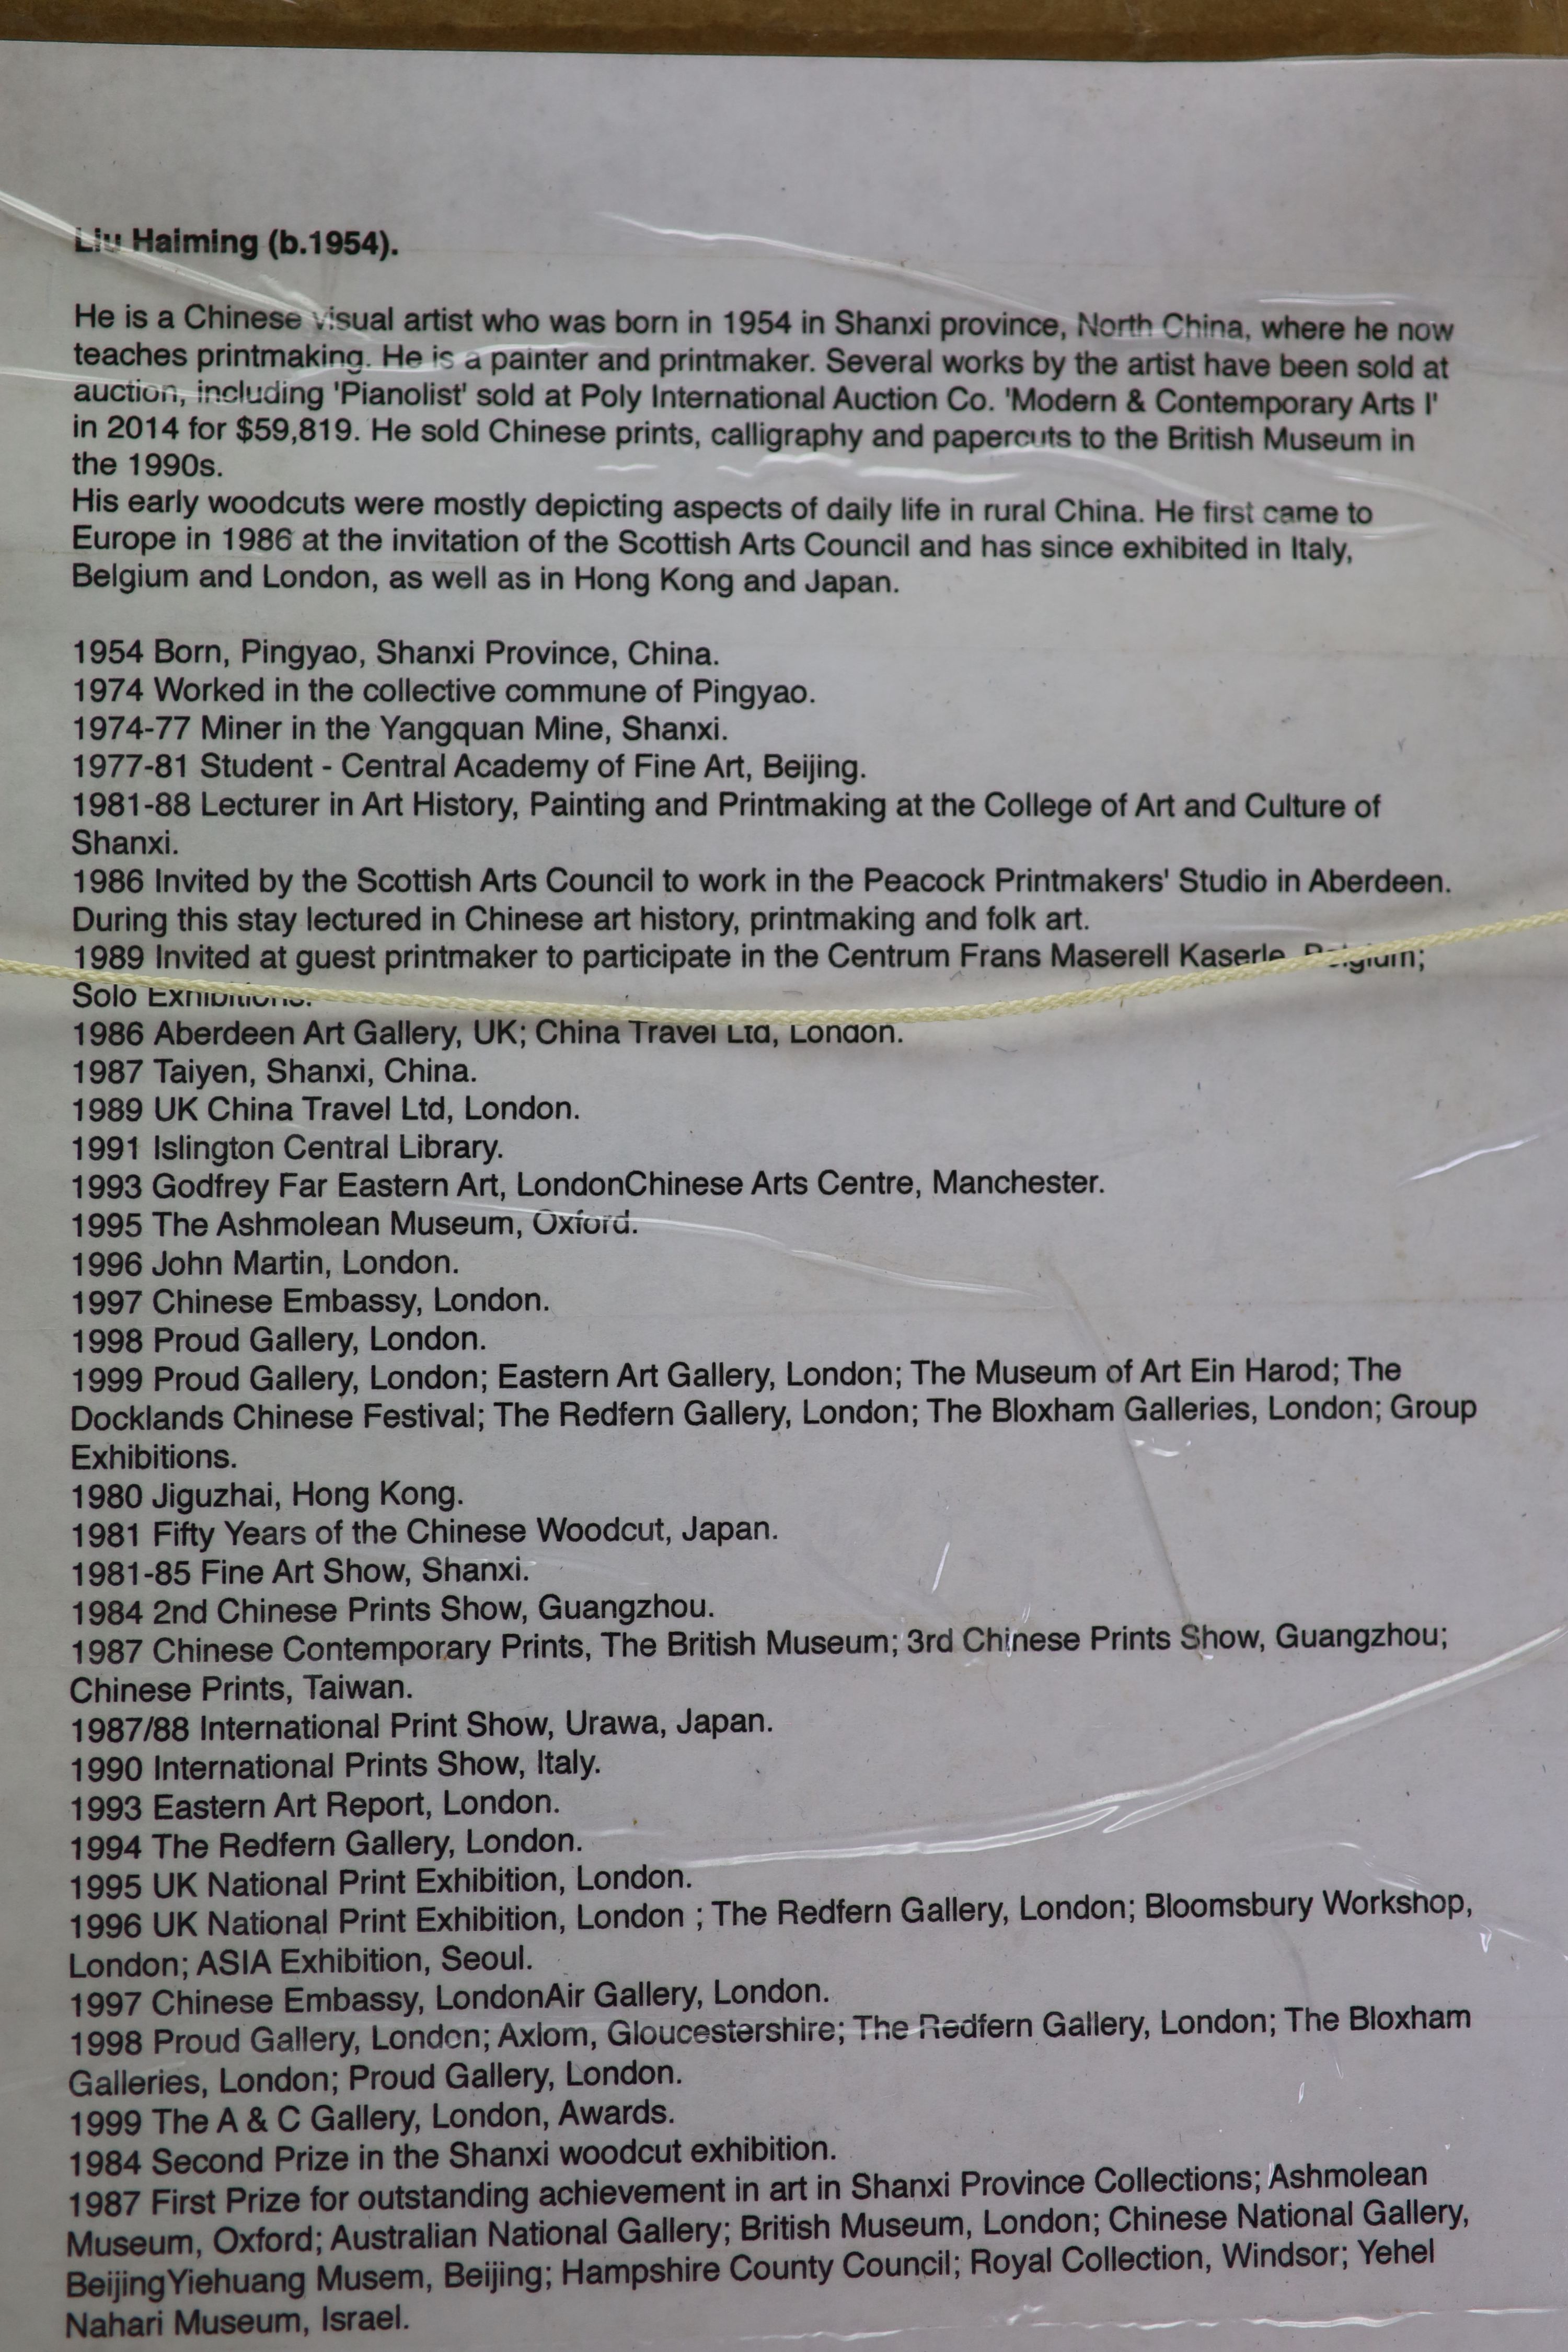 Liu Haiming (b.1954).
He is a Chinese visual artist who was born in 1954 in Shanxi province, North China, where he now
teaches printmaking. He is a painter and printmaker. Several works by the artist have been sold at
auction, including 'Pianolist' sold at Poly International Auction Co. 'Modern & Contemporary Arts I'
in 2014 for $59,819. He sold Chinese prints, calligraphy and papercuts to the British Museum in
the 1990s.
His early woodcuts were mostly depicting aspects of daily life in rural China. He first came to
Europe in 1986 at the invitation of the Scottish Arts Council and has since exhibited in Italy,
Belgium and London, as well as in Hong Kong and Japan.
1954 Born, Pingyao, Shanxi Province, China.
1974 Worked in the collective commune of Pingyao.
1974-77 Miner in the Yangquan Mine, Shanxi.
1977-81 Student - Central Academy of Fine Art, Beijing.
1981-88 Lecturer in Art History, Painting and Printmaking at the College of Art and Culture of
Shanxi.
1986 Invited by the Scottish Arts Council to work in the Peacock Printmakers' Studio in Aberdeen.
During this stay lectured in Chinese art history, printmaking and folk art.
1989 Invited at guest printmaker to participate in the Centrum Frans Maserell Kaserle, Belgium;
Solo Exhibitions.
1986 Aberdeen Art Gallery, UK; China Travel Ltd, London.
1987 Taiyen, Shanxi, China.
1989 UK China Travel Ltd, London.
1991 Islington Central Library.
1993 Godfrey Far Eastern Art, LondonChinese Arts Centre, Manchester.
1995 The Ashmolean Museum, Oxford.
1996 John Martin, London.
1997 Chinese Embassy, London.
1998 Proud Gallery, London.
1999 Proud Gallery, London; Eastern Art Gallery, London; The Museum of Art Ein Harod; The
Docklands Chinese Festival; The Redfern Gallery, London; The Bloxham Galleries, London; Group
Exhibitions.
1980 Jiguzhai, Hong Kong.
1981 Fifty Years of the Chinese Woodcut, Japan.
1981-85 Fine Art Show, Shanxi.
1984 2nd Chinese Prints Show, Guangzhou.
1987 Chinese Contemporary Prints, The British Museum; 3rd Chinese Prints Show, Guangzhou;
Chinese Prints, Taiwan.
1987/88 International Print Show, Urawa, Japan.
1990 International Prints Show, Italy.
1993 Eastern Art Report, London.
1994 The Redfern Gallery, London.
1995 UK National Print Exhibition, London.
1996 UK National Print Exhibition, London ; The Redfern Gallery, London; Bloomsbury Workshop,
London; ASIA Exhibition, Seoul.
1997 Chinese Embassy, LondonAir Gallery, London.
1998 Proud Gallery, London; Axlom, Gloucestershire; The Redfern Gallery, London; The Bloxham
Galleries, London; Proud Gallery, London.
1999 The A & C Gallery, London, Awards.
1984 Second Prize in the Shanxi woodcut exhibition.
1987 First Prize for outstanding achievement in art in Shanxi Province Collections; Ashmolean
Museum, Oxford; Australian National Gallery; British Museum, London; Chinese National Gallery,
BeijingYiehuang Musem, Beijing; Hampshire County Council; Royal Collection, Windsor; Yehel
Nahari Museum, Israel.